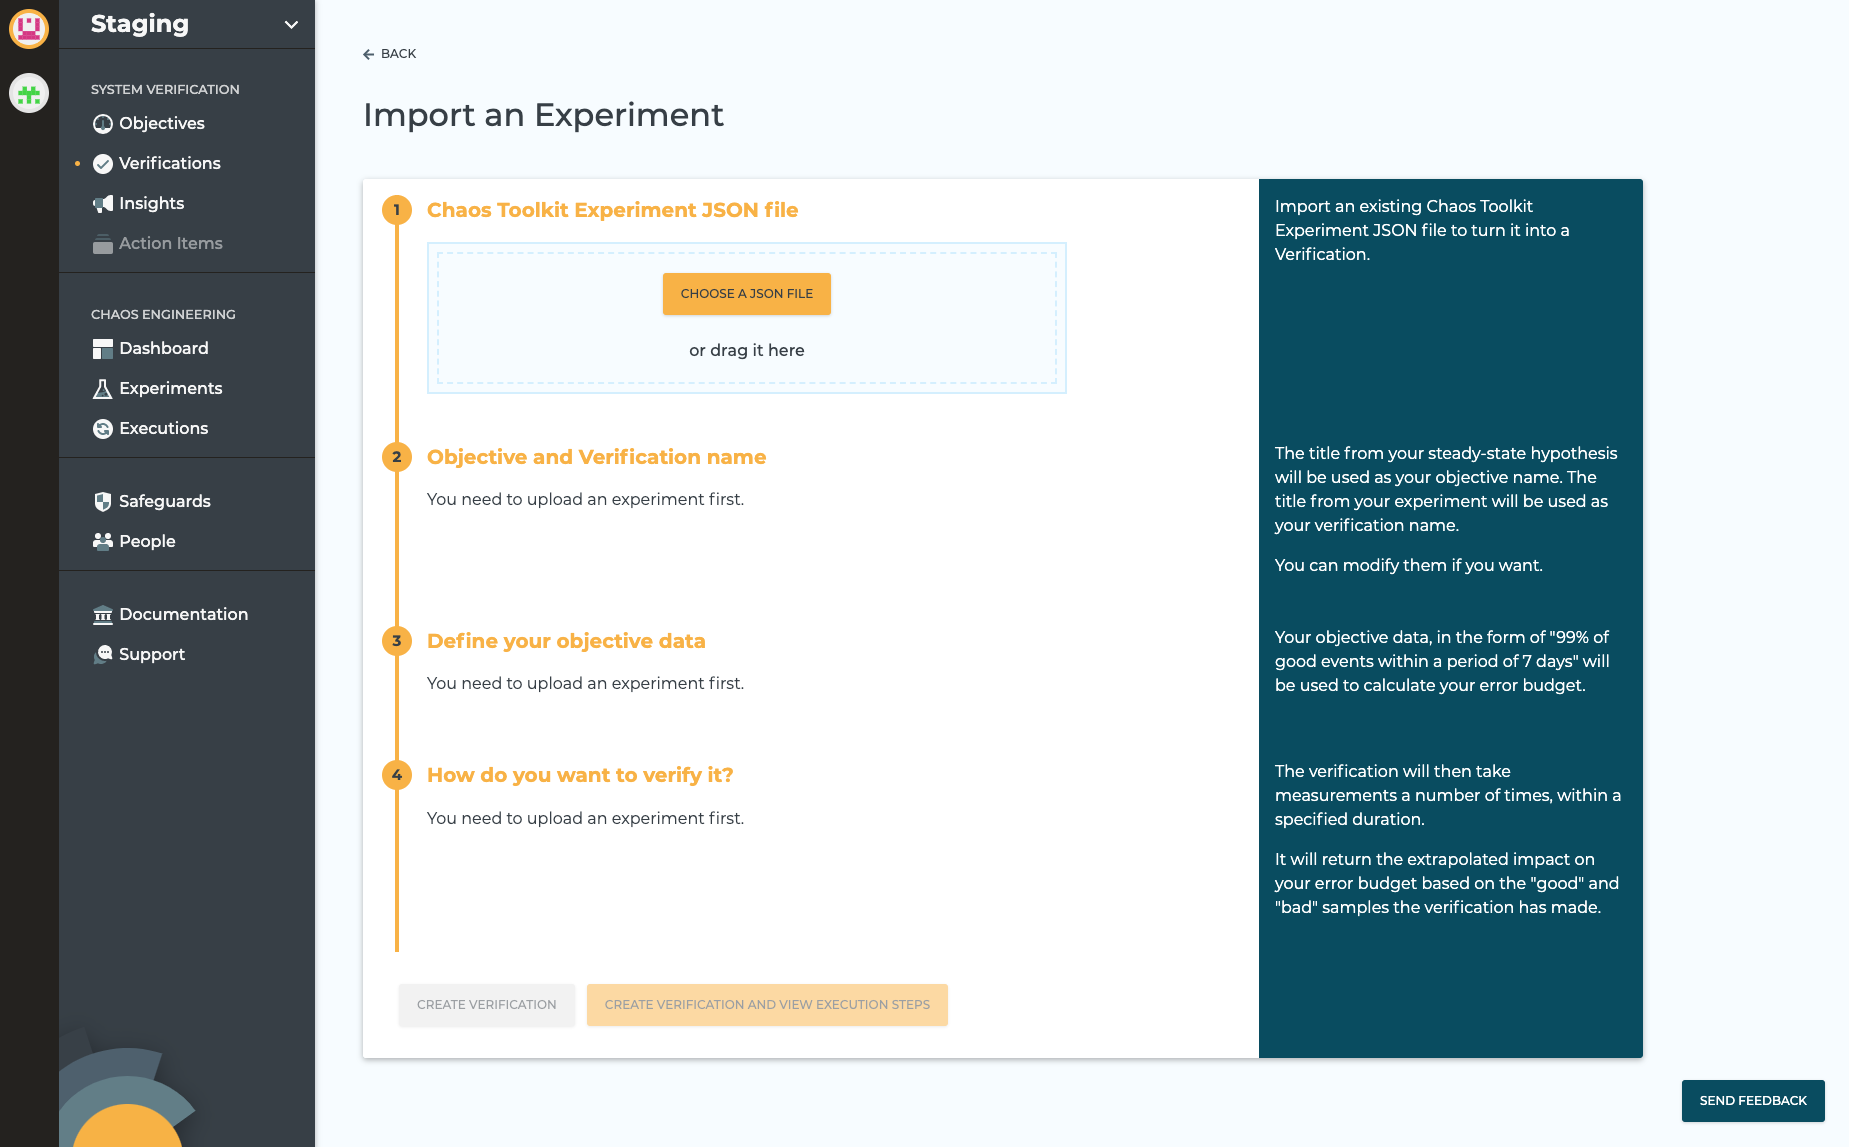 Staging
SYSTEM VERIFICATION
Objectives
Verifications
Insights
Action Items
CHAOS ENGINEERING
Dashboard
Experiments
Executions
Safeguards
People
Documentation
Support
BACK
Import an Experiment
1
Chaos Toolkit Experiment JSON file
CHOOSE A JSON FILE
or drag it here
Import an existing Chaos Toolkit
Experiment JSON file to turn it into a
Verification.
2
Objective and Verification name
You need to upload an experiment first.
The title from your steady-state hypothesis
will be used as your objective name. The
title from your experiment will be used as
your verification name.
You can modify them if you want.
3
Define your objective data
You need to upload an experiment first.
Your objective data, in the form of "99% of
good events within a period of 7 days" will
be used to calculate your error budget.
4
How do you want to verify it?
You need to upload an experiment first.
The verification will then take
measurements a number of times, within a
specified duration.
It will return the extrapolated impact on
your error budget based on the "good" and
"bad" samples the verification has made.
CREATE VERIFICATION
CREATE VERIFICATION AND VIEW EXECUTION STEPS
SEND FEEDBACK